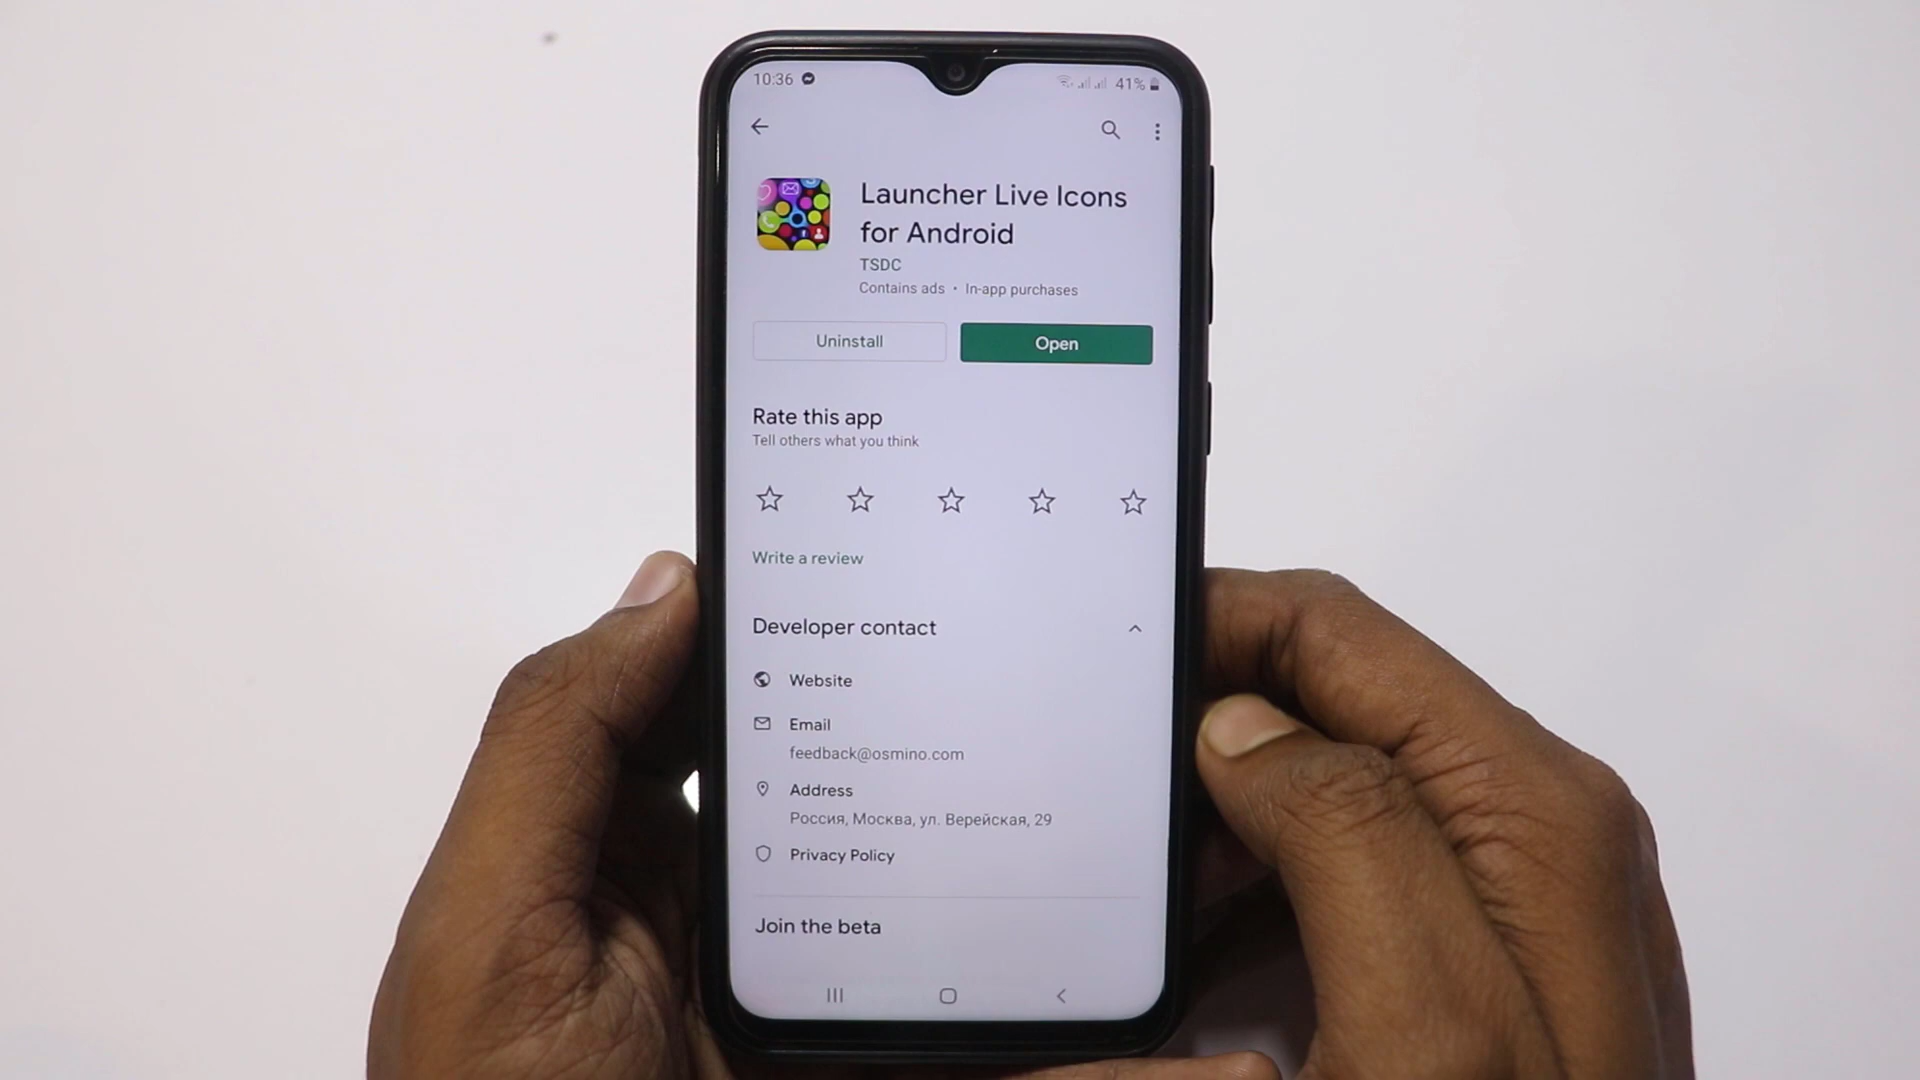 10:36
41%
Launcher Live Icons
for Android
TSDC
Contains ads • In-app purchases
Uninstall
Open
Rate this app
Tell others what you think
Write a review
Developer contact
Website
Email
feedback@osmino.com
Address
Россия, Москва, ул. Верейская, 29
Privacy Policy
Join the beta